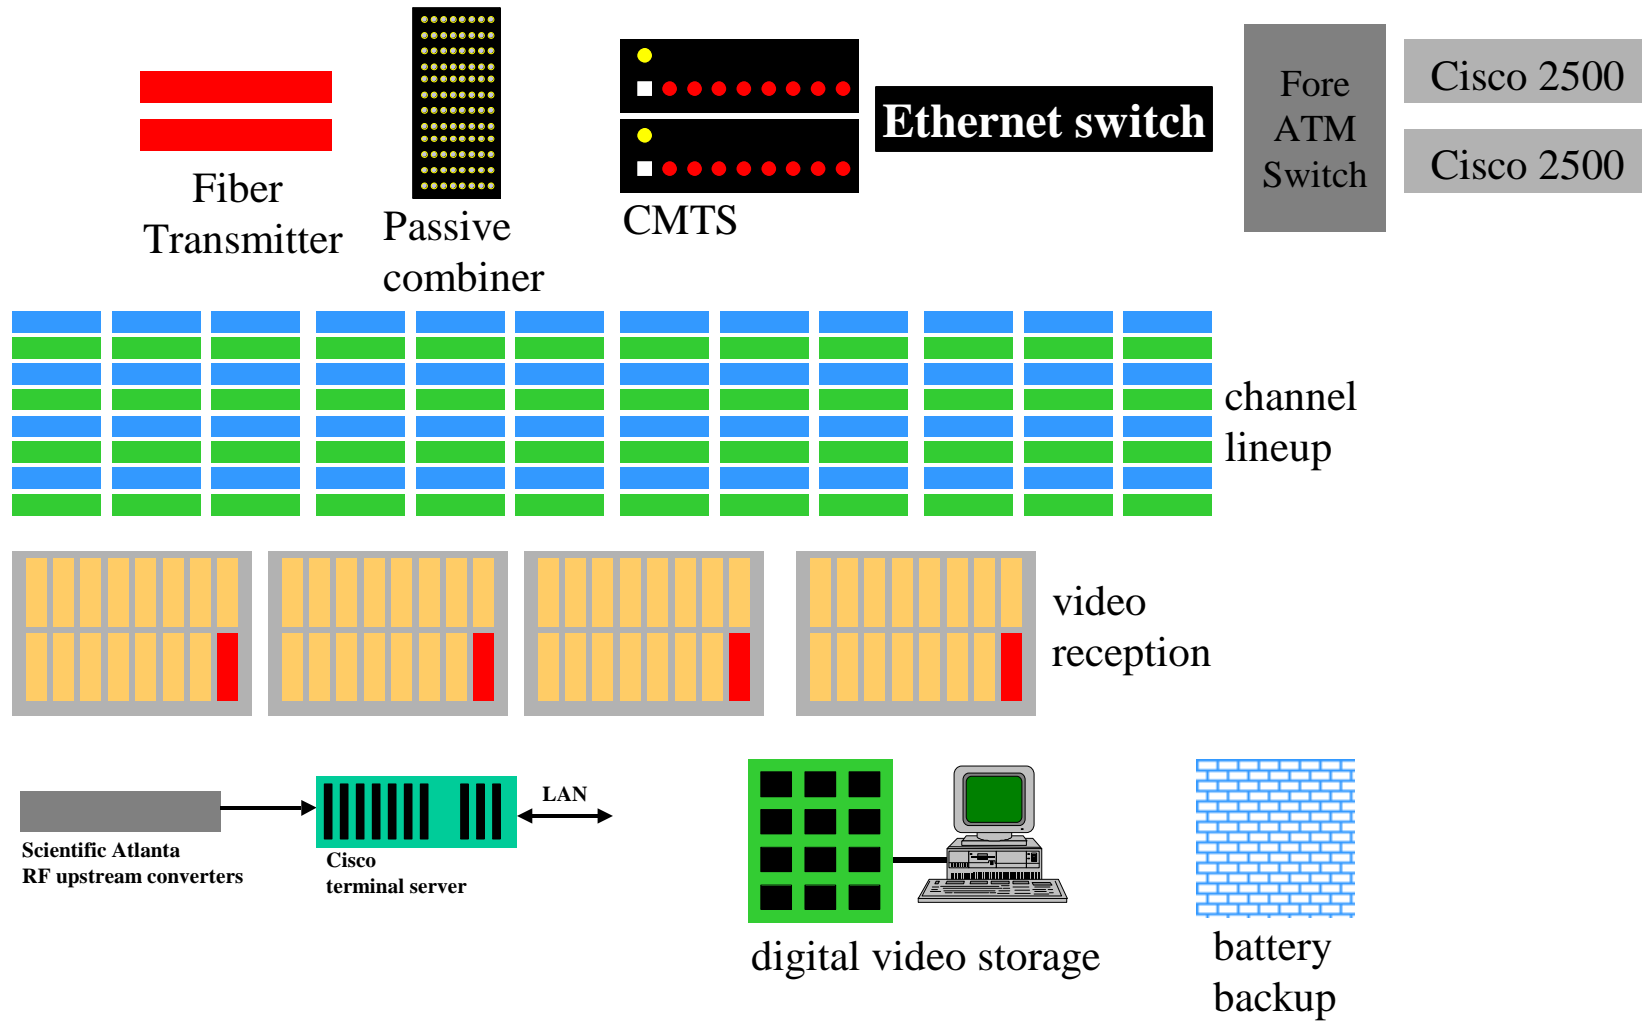 Fiber
Transmitter
Passive
combiner
CMTS
Ethernet switch
Fore
ATM
Switch
Cisco 2500
Cisco 2500
channel
lineup
video
reception
Scientific Atlanta
RF upstream converters
Cisco
terminal server
LAN
digital video storage
battery
backup